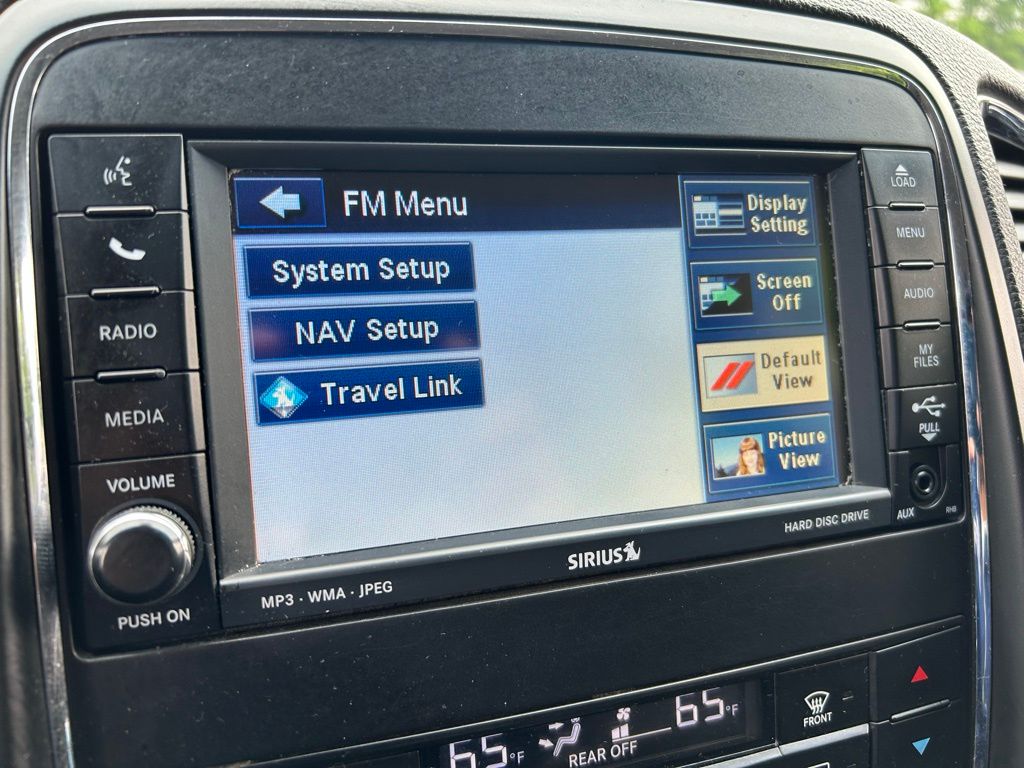 FM Menu
System Setup
NAV Setup
Travel Link
Display
Setting
Screen
Off
Default
View
Picture
View
RADIO
MEDIA
VOLUME
PUSH ON
LOAD
MENU
AUDIO
MY
FILES
PULL
AUX
RHB
MP3 · WMA · JPEG
SIRIUS
HARD DISC DRIVE
65°F
REAR OFF
65°F
FRONT